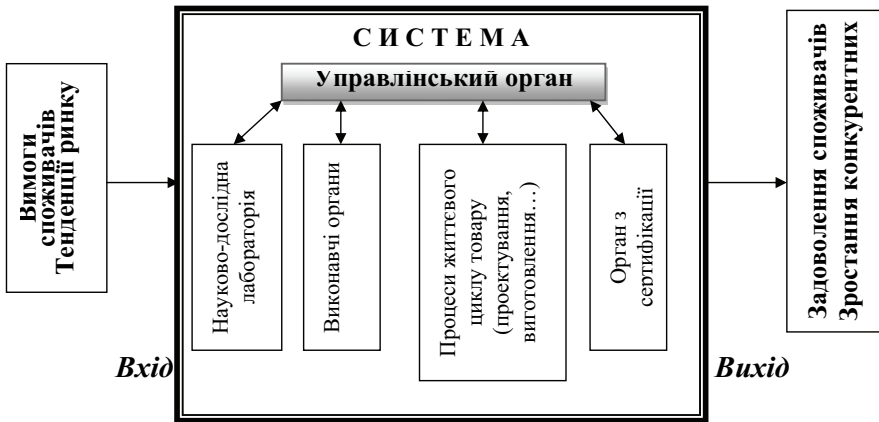 С И С Т Е М А
Управлінський орган
Вимоги
споживачів
Тенденції ринку
Науково-дослідна
лабораторія
Виконавчі органи
Процеси життєвого
циклу товару
(проектування,
виготовлення…)
Орган з
сертифікації
Задоволення споживачів
Зростання конкурентних
Вхід
Вихід